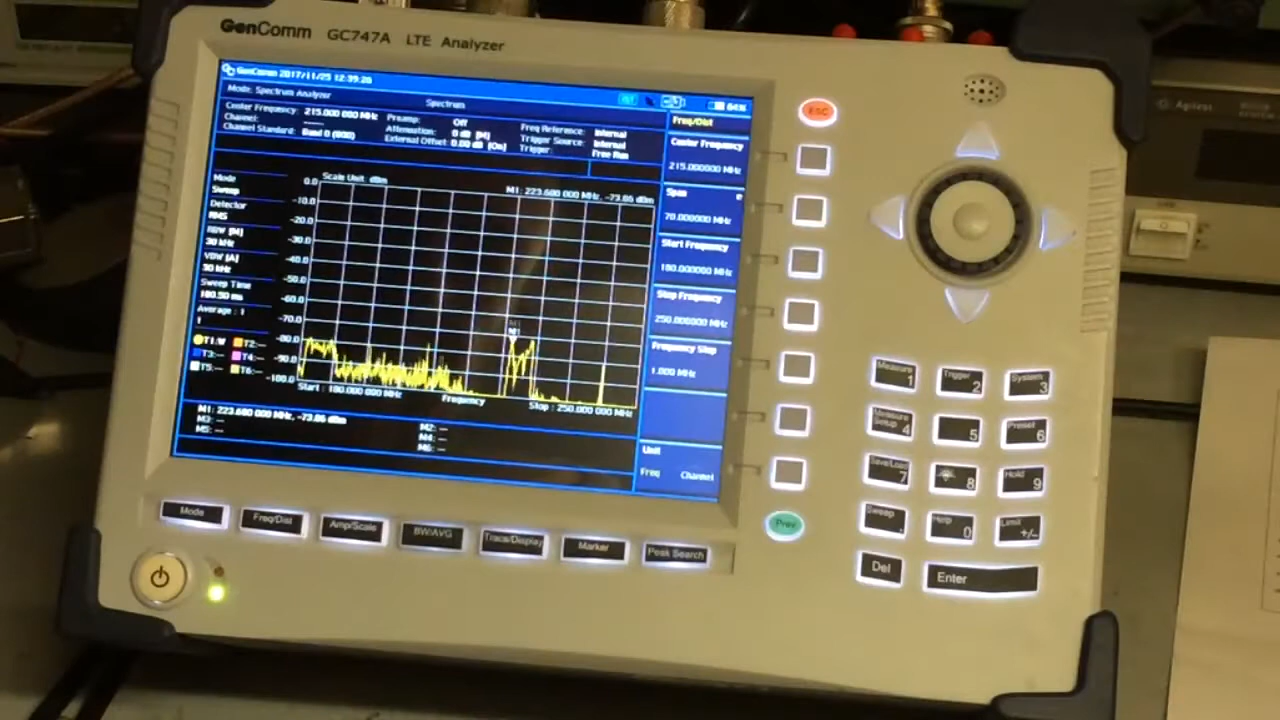 GenComm GC747A LTE Analyzer
GenComm 2017/11/25 12:39:26
64%
Mode: Spectrum Analyzer
Spectrum
Center Frequency: 215.000 000 MHz
Channel: -----
Channel Standard: Band 0 (800)
Preamp: Off
Attenuation: 0 dB [M]
External Offset: 0.00 dB [On]
Freq Reference: Internal
Trigger Source: Internal
Trigger: Free Run
Mode
Sweep
Detector
RMS
RBW [M]
30 kHz
VBW [A]
30 kHz
Sweep Time
180.50 ms
Average : 1
1
T1:W T2:--
T3:-- T4:--
T5:-- T6:--
Scale Unit dBm
M1: 223.680 000 MHz, -73.86 dBm
0.0
-10.0
-20.0
-30.0
-40.0
-50.0
-60.0
-70.0
-80.0
-90.0
-100.0
M1
Start : 180.000 000 MHz
Frequency
Stop : 250.000 000 MHz
M1: 223.680 000 MHz, -73.86 dBm
M3: --
M5: --
M2: --
M4: --
M6: --
Freq/Dist
Center Frequency
215.000000 MHz
Span
70.000000 MHz
Start Frequency
180.000000 MHz
Stop Frequency
250.000000 MHz
Frequency Step
1.000 MHz
Unit
Freq Channel
ESC
Prev
Measure 1
Trigger 2
System 3
Measure Setup 4
5
Preset 6
Save/Load 7
8
Hold 9
Sweep .
Help 0
Limit +/-
Del
Enter
Mode
Freq/Dist
Amp/Scale
BW/AVG
Trace/Display
Marker
Peak Search
Agilent